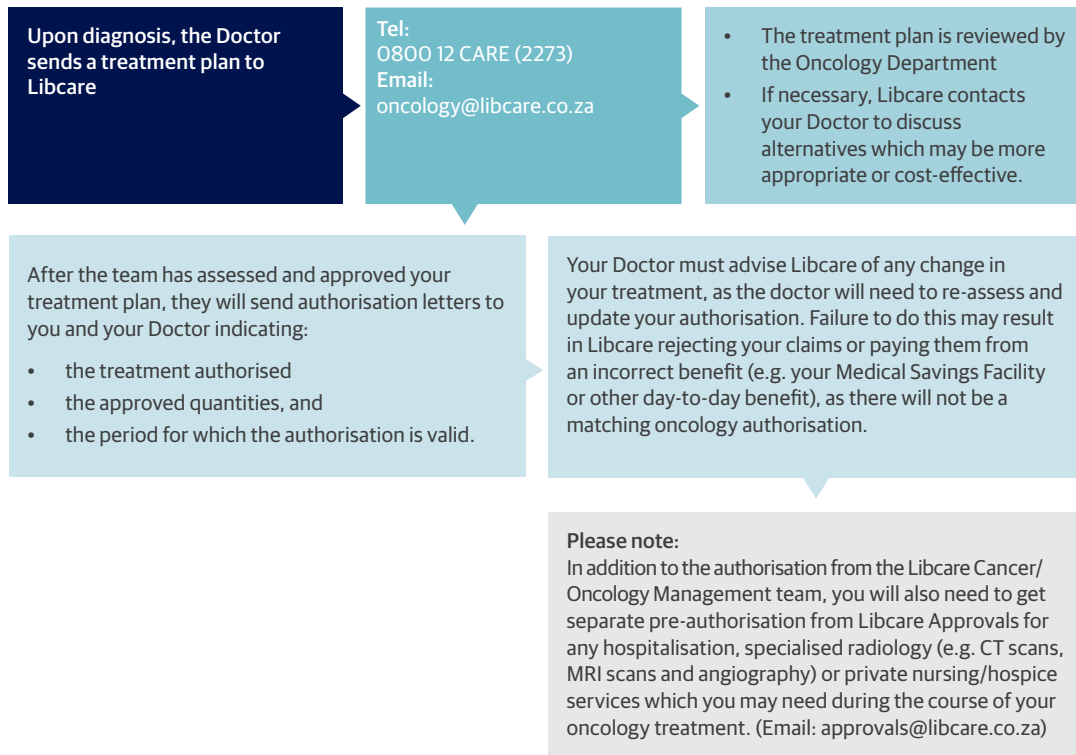 Upon diagnosis, the Doctor
sends a treatment plan to
Libcare
Tel:
0800 12 CARE (2273)
Email:
oncology@libcare.co.za
• The treatment plan is reviewed by
the Oncology Department
• If necessary, Libcare contacts
your Doctor to discuss
alternatives which may be more
appropriate or cost-effective.
After the team has assessed and approved your
treatment plan, they will send authorisation letters to
you and your Doctor indicating:
• the treatment authorised
• the approved quantities, and
• the period for which the authorisation is valid.
Your Doctor must advise Libcare of any change in
your treatment, as the doctor will need to re-assess and
update your authorisation. Failure to do this may result
in Libcare rejecting your claims or paying them from
an incorrect benefit (e.g. your Medical Savings Facility
or other day-to-day benefit), as there will not be a
matching oncology authorisation.
Please note:
In addition to the authorisation from the Libcare Cancer/
Oncology Management team, you will also need to get
separate pre-authorisation from Libcare Approvals for
any hospitalisation, specialised radiology (e.g. CT scans,
MRI scans and angiography) or private nursing/hospice
services which you may need during the course of your
oncology treatment. (Email: approvals@libcare.co.za)